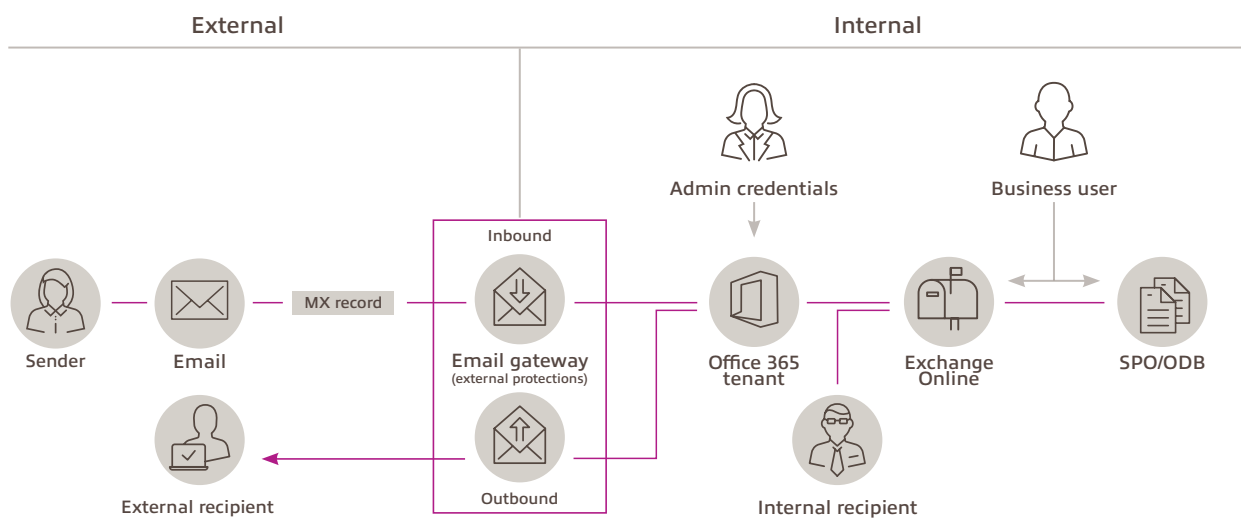 External
Internal
Admin credentials
Business user
Inbound
MX record
Sender
Email
Email gateway
(external protections)
Office 365
tenant
Exchange
Online
SPO/ODB
External recipient
Outbound
Internal recipient